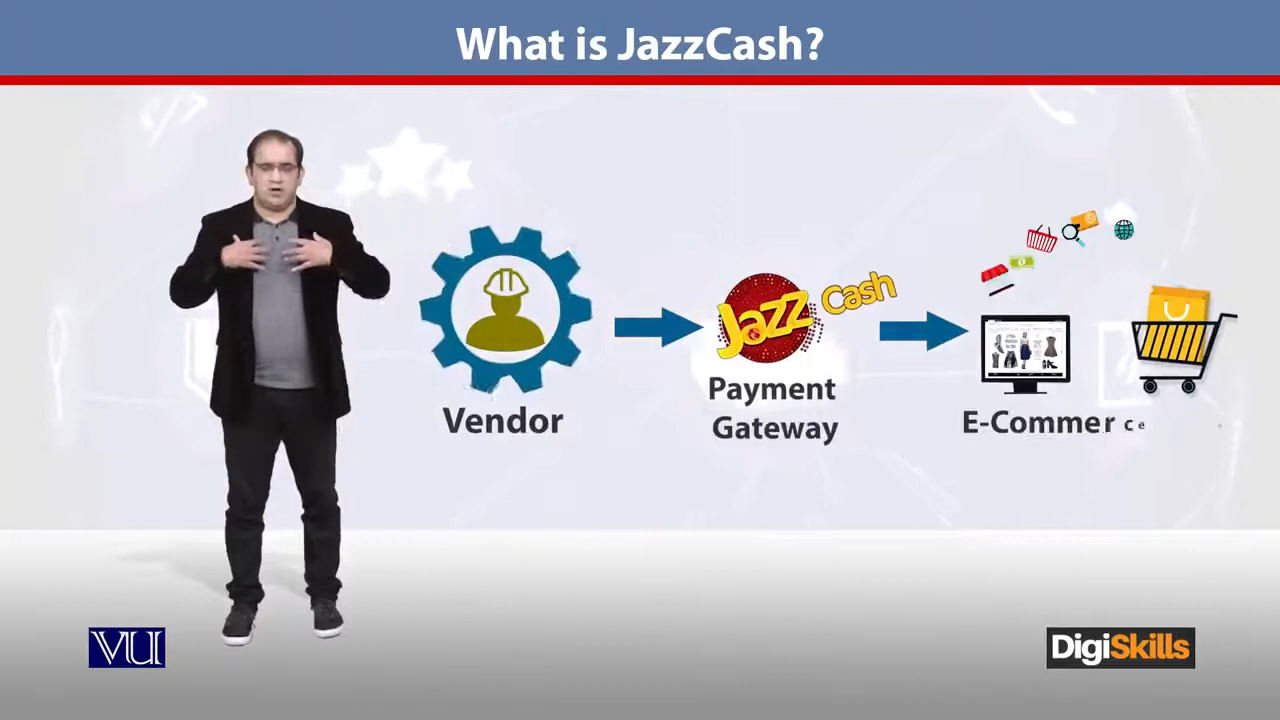 What is JazzCash?
Vendor
Jazz Cash
Payment
Gateway
E-Commerce
VU
DigiSkills